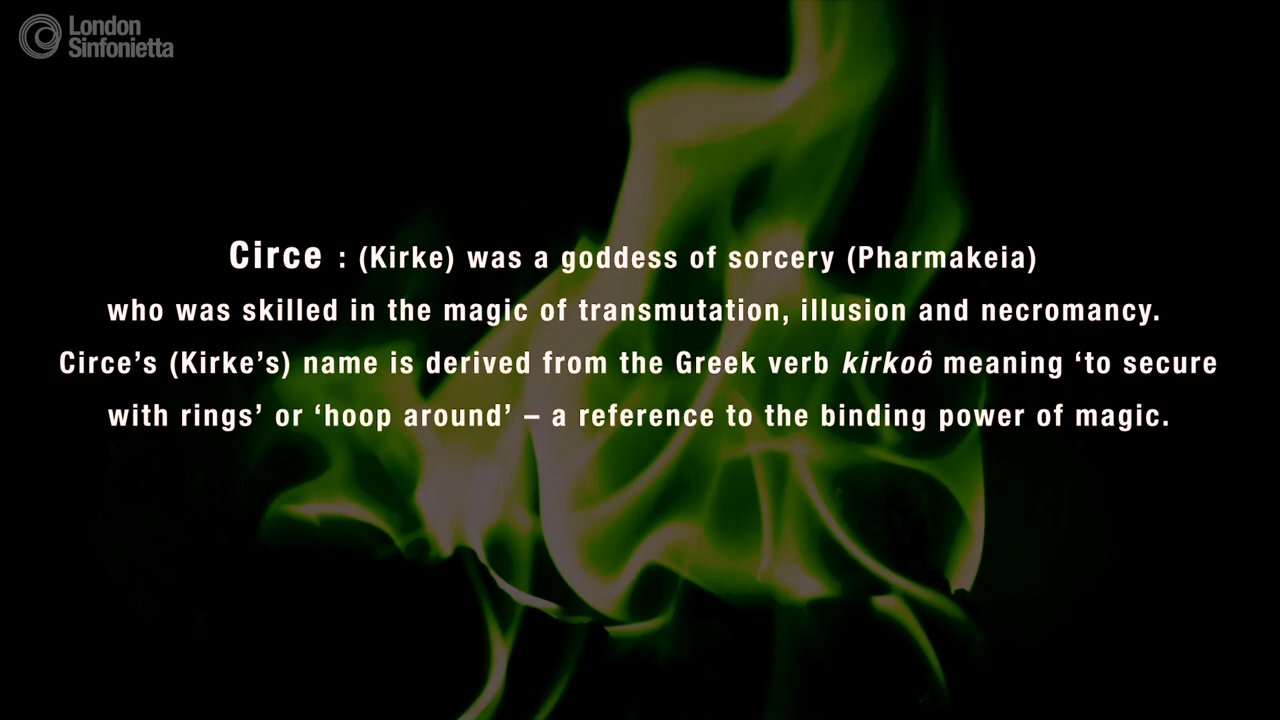 London
Sinfonietta
Circe : (Kirke) was a goddess of sorcery (Pharmakeia)
who was skilled in the magic of transmutation, illusion and necromancy.
Circe’s (Kirke’s) name is derived from the Greek verb kirkoô meaning ‘to secure
with rings’ or ‘hoop around’ – a reference to the binding power of magic.